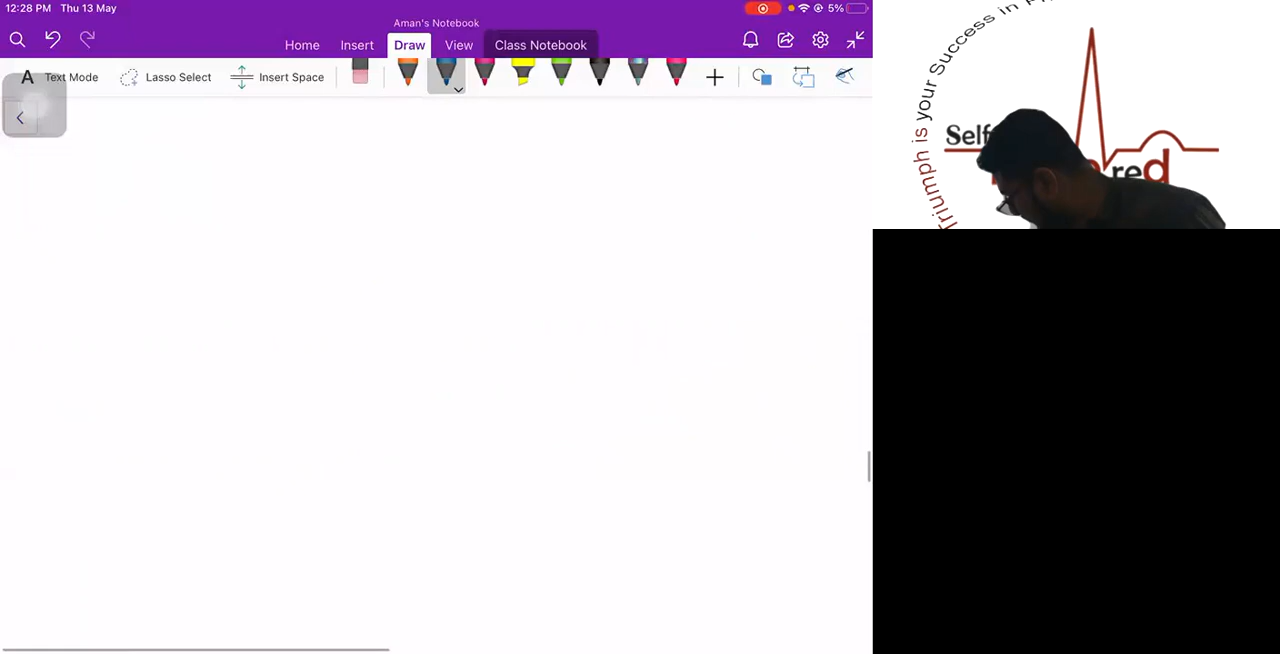 12:28 PM Thu 13 May
5%
Aman's Notebook
Home Insert Draw View Class Notebook
A Text Mode Lasso Select Insert Space
Triumph is your Success in
Self
red